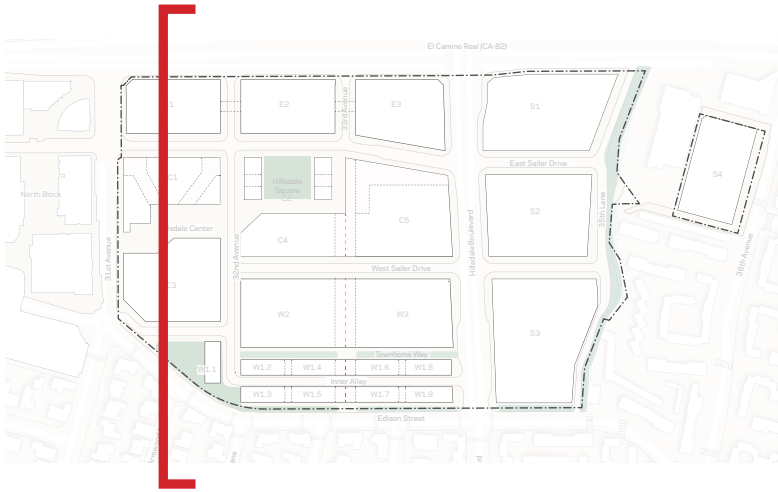 El Camino Real (CA-82)
1
E2
33rd Avenue
E3
S1
East Sailer Drive
S4
C1
Hillsdale
Square
C2
North Block
31st Avenue
sdale Center
32nd Avenue
C4
C5
Hillsdale Boulevard
S2
35th Lane
36th Avenue
West Sailer Drive
C3
W2
W3
S3
Townhome Way
W1.1
W1.2
W1.4
W1.6
W1.8
Inner Alley
W1.3
W1.5
W1.7
W1.9
Edison Street